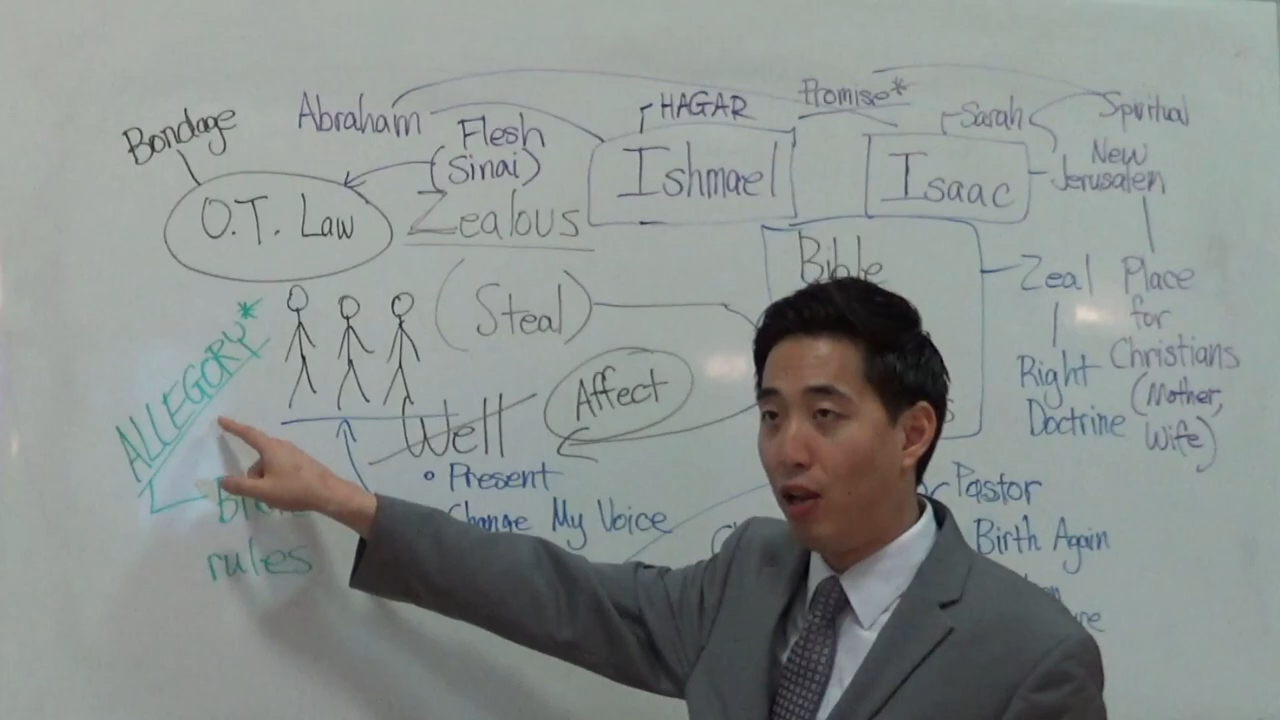 Bondage
Abraham
Flesh
(Sinai)
HAGAR
Promise*
Sarah
Spiritual
O.T. Law
Zealous
Ishmael
Isaac
New
Jerusalem
Bible
Zeal
Place
for
Christians
(Mother,
Wife)
Right
Doctrine
(Steal)
ALLEGORY*
Affect
Well
• Present
Change My Voice
rules
Pastor
Birth Again